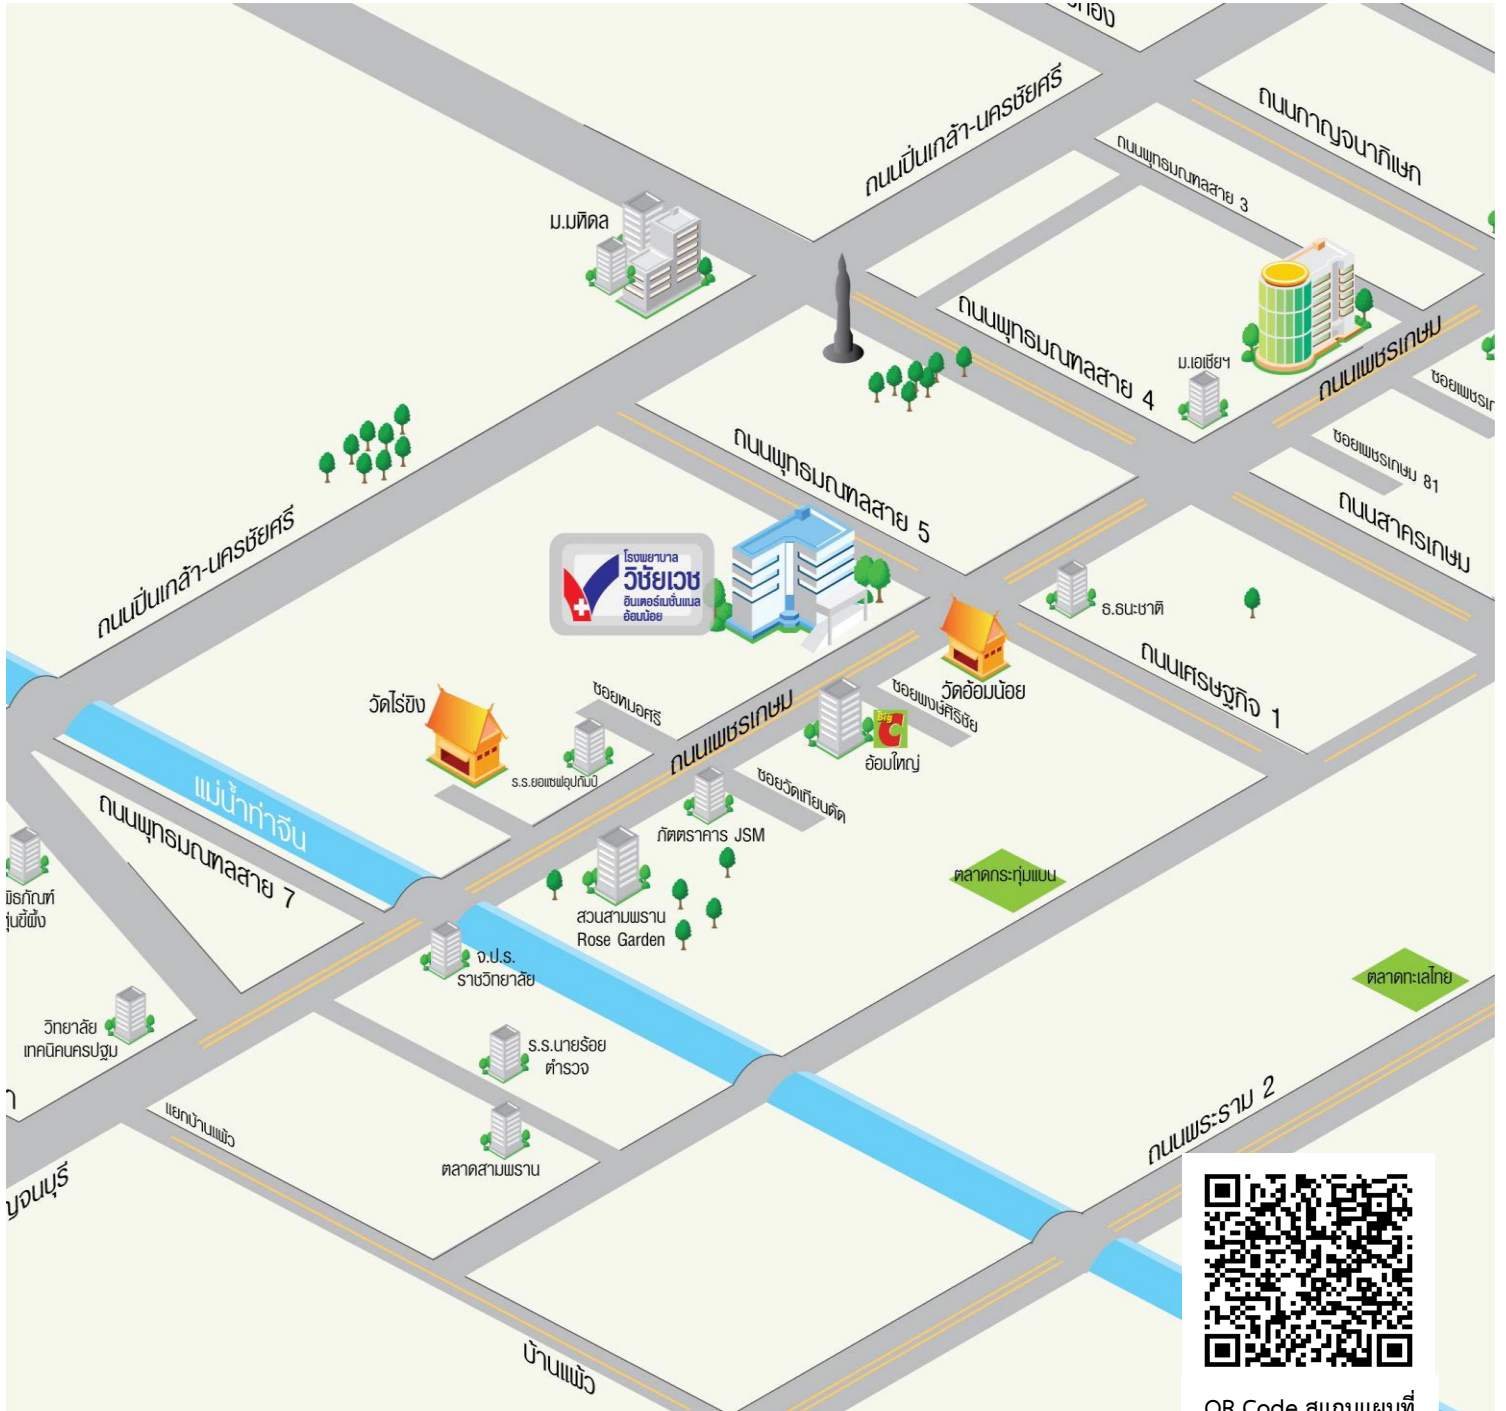 ถนนปิ่นเกล้า-นครชัยศรี
ถนนกาญจนาภิเษก
ถนนพุทธมณฑลสาย 3
ม.มหิดล
ถนนพุทธมณฑลสาย 4
ม.เอเชียฯ
ถนนเพชรเกษม
ซอยเพชรเกษม 81
ถนนสาครเกษม
ถนนพุทธมณฑลสาย 5
ถนนปิ่นเกล้า-นครชัยศรี
โรงพยาบาล
วิชัยเวช
อินเตอร์เนชั่นแนล
อ้อมน้อย
ธ.ธนะชาติ
ถนนเศรษฐกิจ 1
วัดอ้อมน้อย
ซอยพงษ์ศิริชัย
Big C
อ้อมใหญ่
วัดไร่ขิง
ซอยหมอศรี
ร.ร.ยอแซฟอุปถัมป์
ถนนเพชรเกษม
ซอยวัดเทียนดัด
ภัตตราคาร JSM
แม่น้ำท่าจีน
ถนนพุทธมณฑลสาย 7
สวนสามพราน
Rose Garden
ตลาดกระทุ่มแบน
จ.ป.ร.
ราชวิทยาลัย
ตลาดทะเลไทย
วิทยาลัย
เทคนิคนครปฐม
ร.ร.นายร้อย
ตำรวจ
แยกบ้านแพ้ว
ตลาดสามพราน
ถนนพระราม 2
บ้านแพ้ว
QR Code สแกนแผนที่